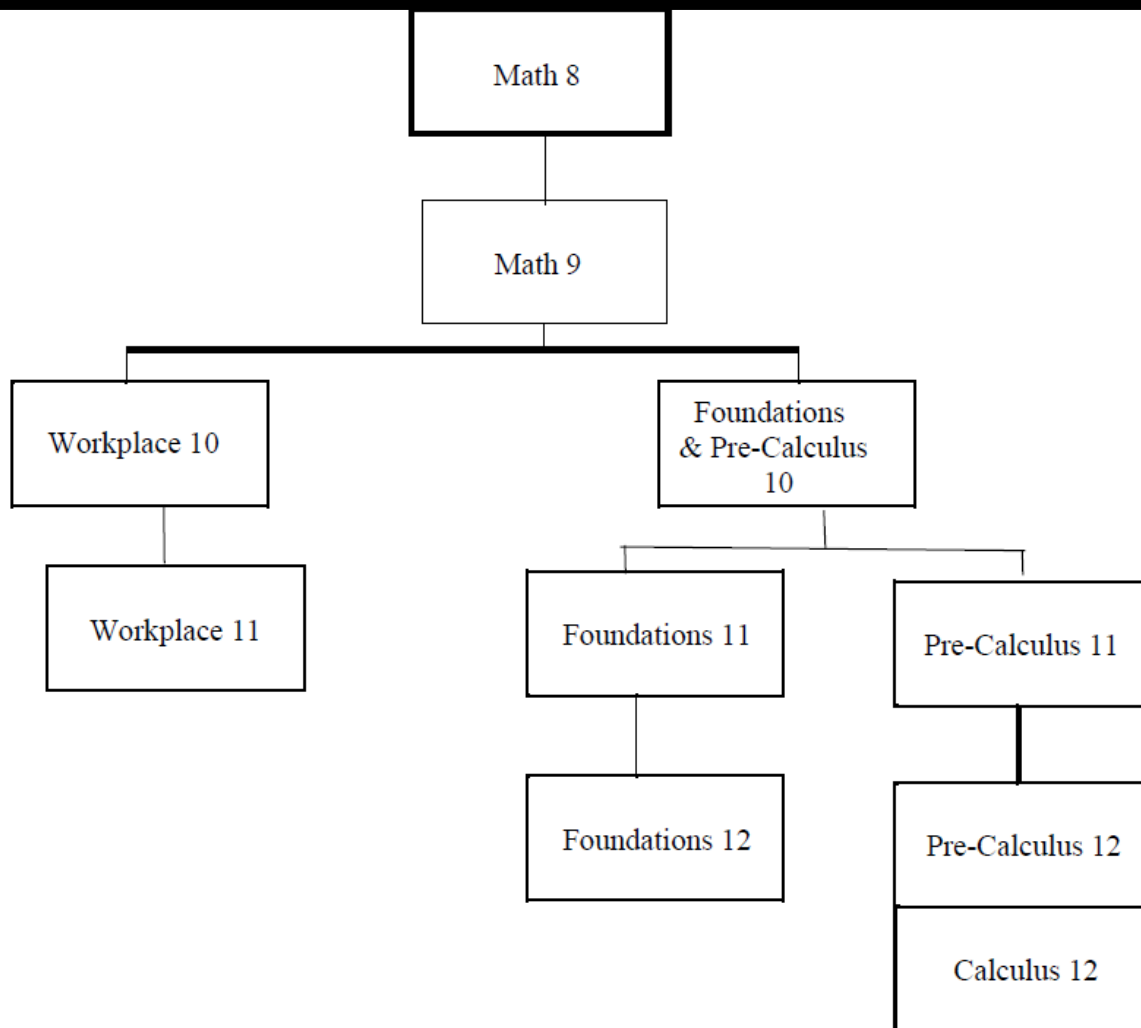 Math 8
Math 9
Workplace 10
Foundations
& Pre-Calculus
10
Workplace 11
Foundations 11
Pre-Calculus 11
Foundations 12
Pre-Calculus 12
Calculus 12